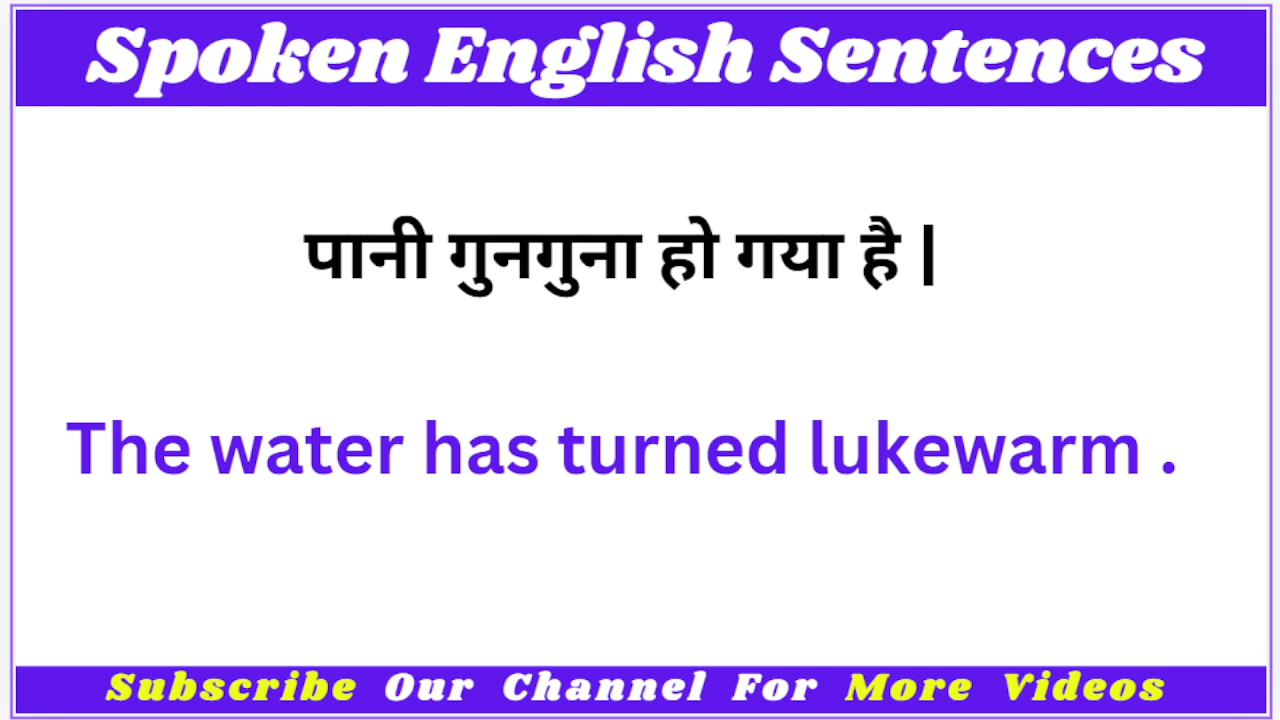 Spoken English Sentences
पानी गुनगुना हो गया है |
The water has turned lukewarm .
Subscribe Our Channel For More Videos